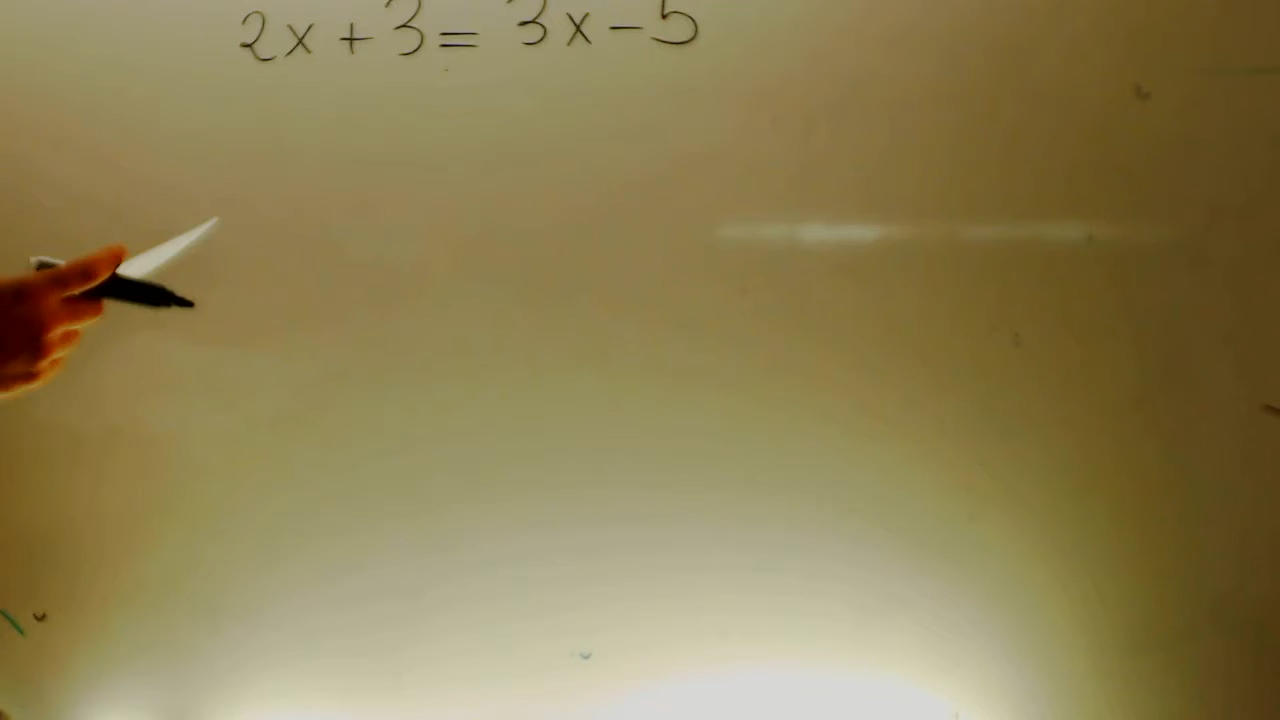 2x + 3 = 3x - 5